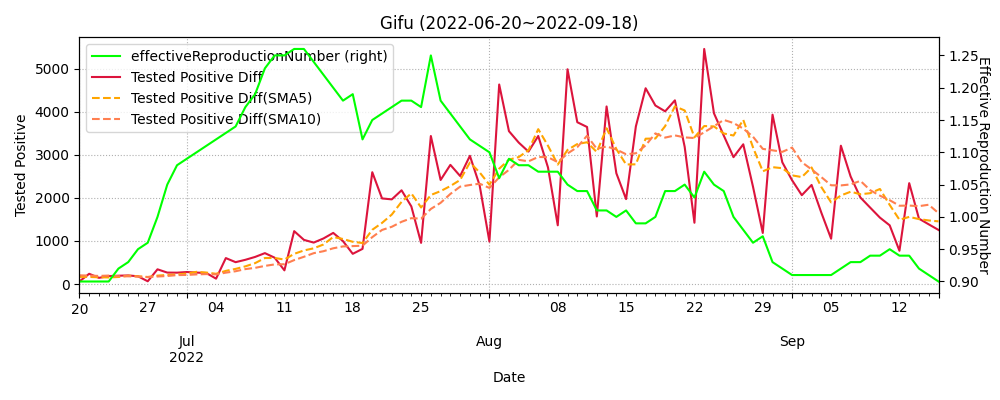 Gifu (2022-06-20~2022-09-18)
effectiveReproductionNumber (right)
Tested Positive Diff
Tested Positive Diff(SMA5)
Tested Positive Diff(SMA10)
Tested Positive
5000
4000
3000
2000
1000
0
1.25
1.20
1.15
1.10
1.05
1.00
0.95
0.90
Effective Reproduction Number
20 27 04 11 18 25 08 15 22 29 05 12
Jul Aug Sep
2022
Date